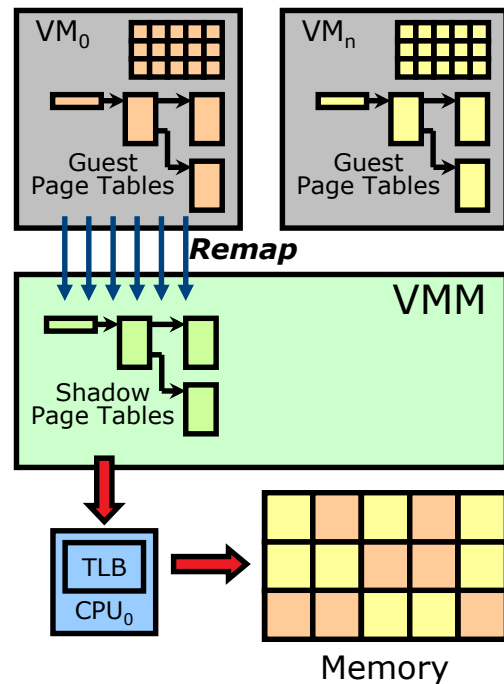 VM₀
VMₙ
Guest
Page Tables
Guest
Page Tables
Remap
VMM
Shadow
Page Tables
TLB
CPU₀
Memory